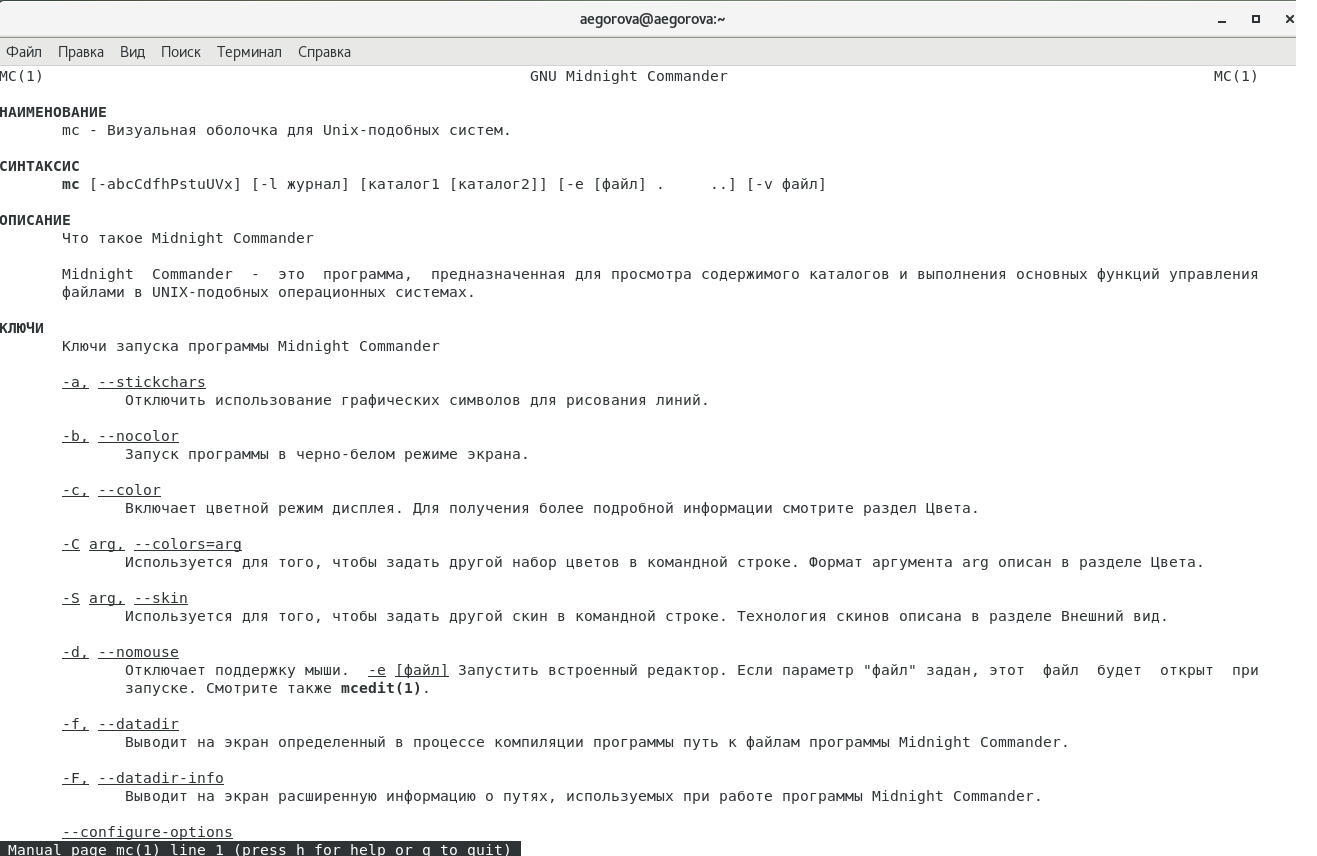 aegorova@aegorova:~
Файл Правка Вид Поиск Терминал Справка
MC(1) GNU Midnight Commander MC(1)
НАИМЕНОВАНИЕ
mc - Визуальная оболочка для Unix-подобных систем.
СИНТАКСИС
mc [-abcCdfhPstuUVx] [-l журнал] [каталог1 [каталог2]] [-e [файл] .     ..] [-v файл]
ОПИСАНИЕ
Что такое Midnight Commander
Midnight  Commander  -  это  программа,  предназначенная для просмотра содержимого каталогов и выполнения основных функций управления
файлами в UNIX-подобных операционных системах.
КЛЮЧИ
Ключи запуска программы Midnight Commander
-a, --stickchars
Отключить использование графических символов для рисования линий.
-b, --nocolor
Запуск программы в черно-белом режиме экрана.
-c, --color
Включает цветной режим дисплея. Для получения более подробной информации смотрите раздел Цвета.
-C arg, --colors=arg
Используется для того, чтобы задать другой набор цветов в командной строке. Формат аргумента arg описан в разделе Цвета.
-S arg, --skin
Используется для того, чтобы задать другой скин в командной строке. Технология скинов описана в разделе Внешний вид.
-d, --nomouse
Отключает поддержку мыши.  -e [файл] Запустить встроенный редактор. Если параметр "файл" задан, этот  файл  будет  открыт  при
запуске. Смотрите также mcedit(1).
-f, --datadir
Выводит на экран определенный в процессе компиляции программы путь к файлам программы Midnight Commander.
-F, --datadir-info
Выводит на экран расширенную информацию о путях, используемых при работе программы Midnight Commander.
--configure-options
Manual page mc(1) line 1 (press h for help or q to quit)